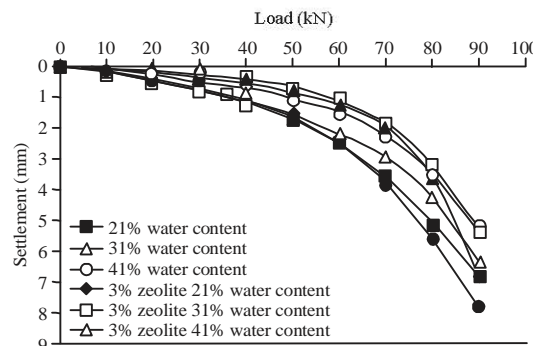 Load (kN)
0 10 20 30 40 50 60 70 80 90 100
0
1
2
3
4
5
6
7
8
9
Settlement (mm)
21% water content
31% water content
41% water content
3% zeolite 21% water content
3% zeolite 31% water content
3% zeolite 41% water content